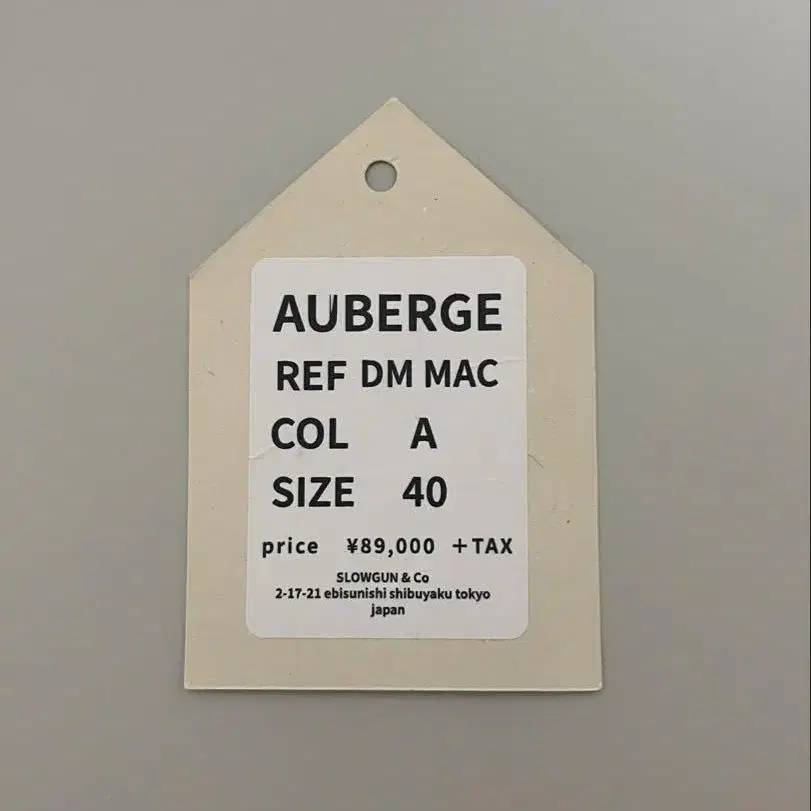 AUBERGE
REF DM MAC
COL A
SIZE 40
price ¥89,000 +TAX
SLOWGUN & Co
2-17-21 ebisunishi shibuyaku tokyo
japan